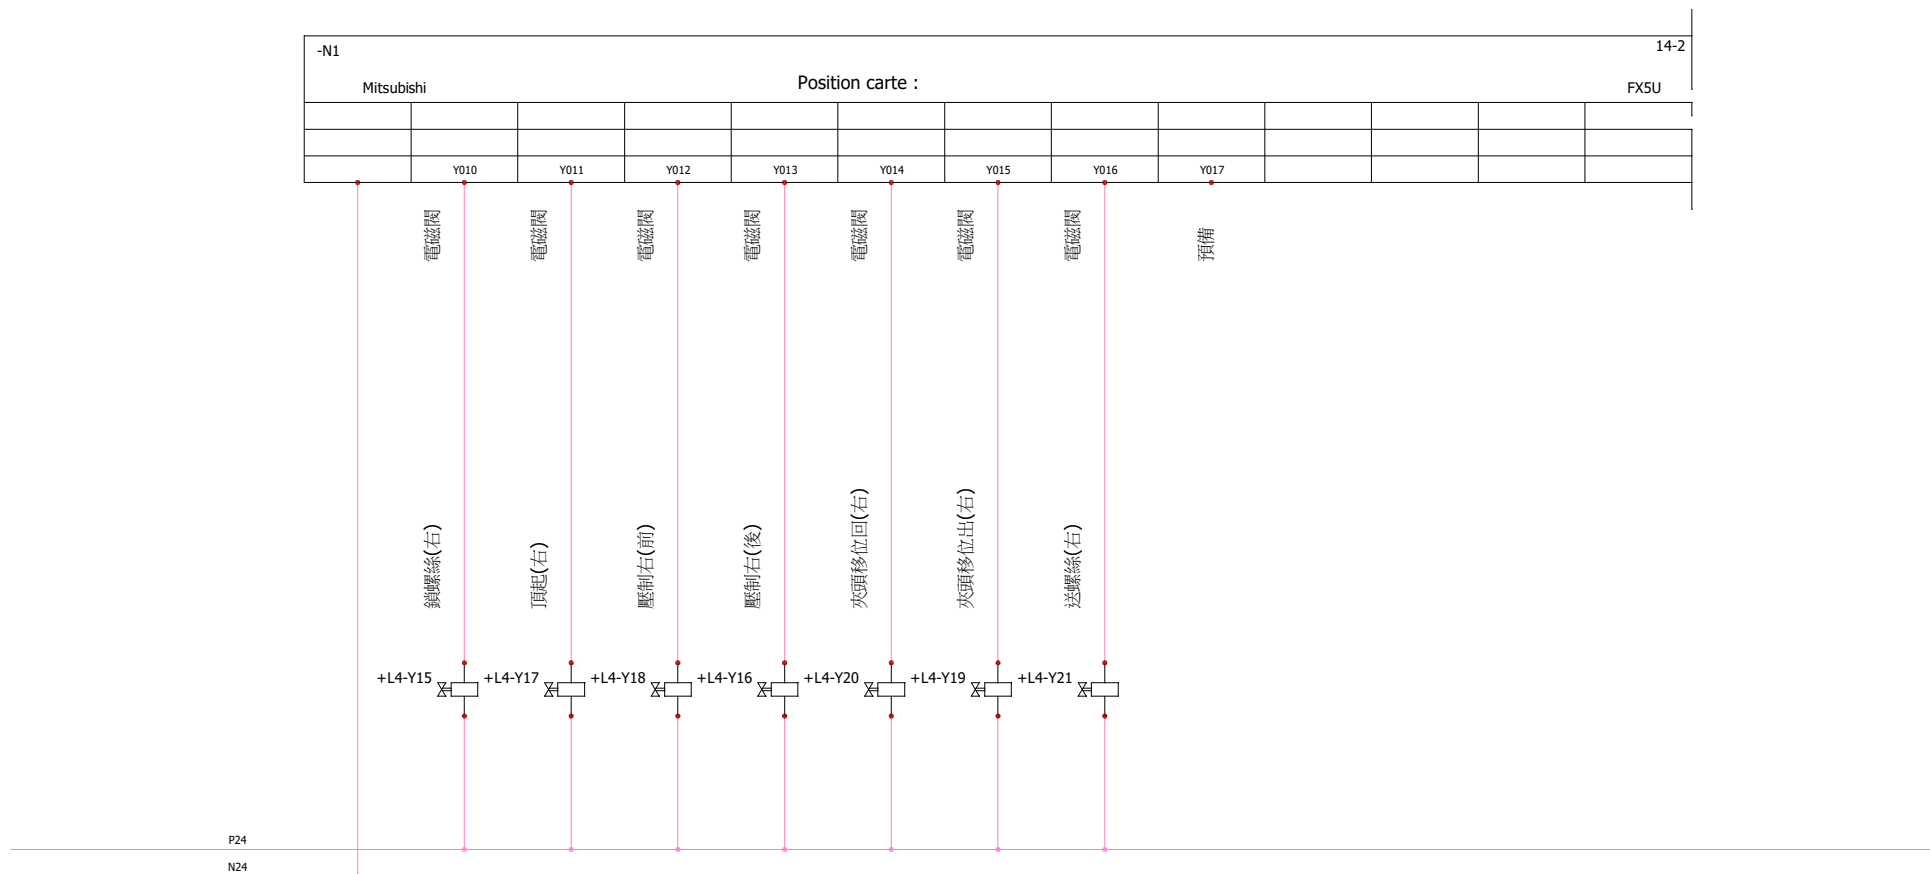 -N1
14-2
Mitsubishi
Position carte :
FX5U
Y010
Y011
Y012
Y013
Y014
Y015
Y016
Y017
電磁閥
電磁閥
電磁閥
電磁閥
電磁閥
電磁閥
電磁閥
預備
鎖螺絲(右)
頂起(右)
壓制右(前)
壓制右(後)
夾頭移位回(右)
夾頭移位出(右)
送螺絲(右)
+L4-Y15
+L4-Y17
+L4-Y18
+L4-Y16
+L4-Y20
+L4-Y19
+L4-Y21
P24
N24